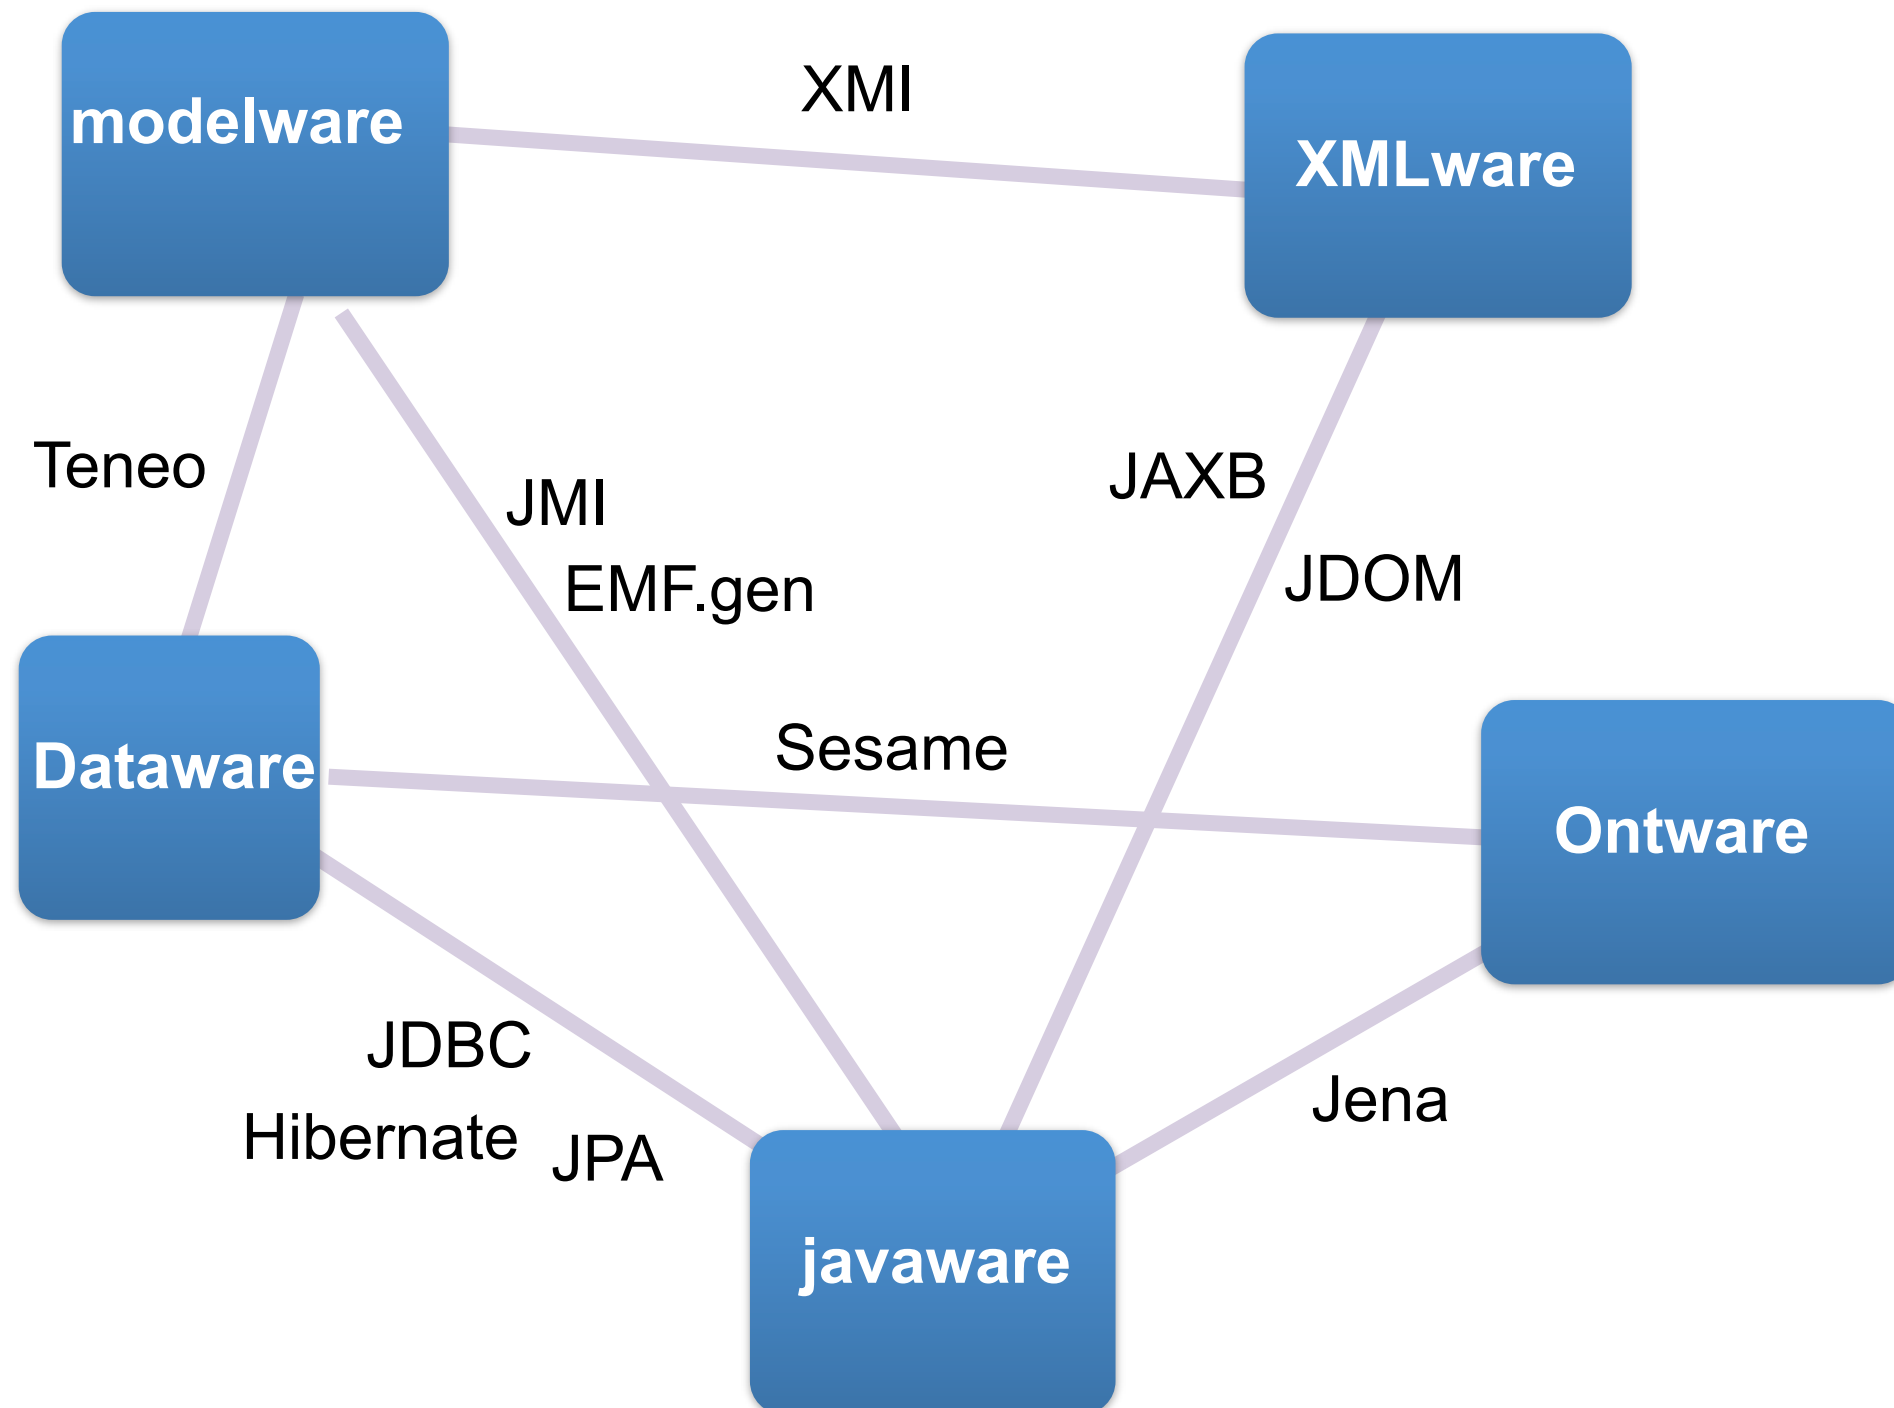 modelware
XMI
XMLware
Teneo
JMI
EMF.gen
JAXB
JDOM
Dataware
Sesame
Ontware
JDBC
Hibernate
JPA
Jena
javaware